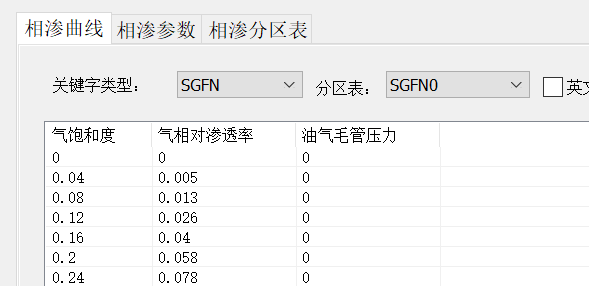 相渗曲线 相渗参数 相渗分区表
关键字类型: SGFN 分区表: SGFN0 英文
气饱和度 气相对渗透率 油气毛管压力
0 0 0
0.04 0.005 0
0.08 0.013 0
0.12 0.026 0
0.16 0.04 0
0.2 0.058 0
0.24 0.078 0